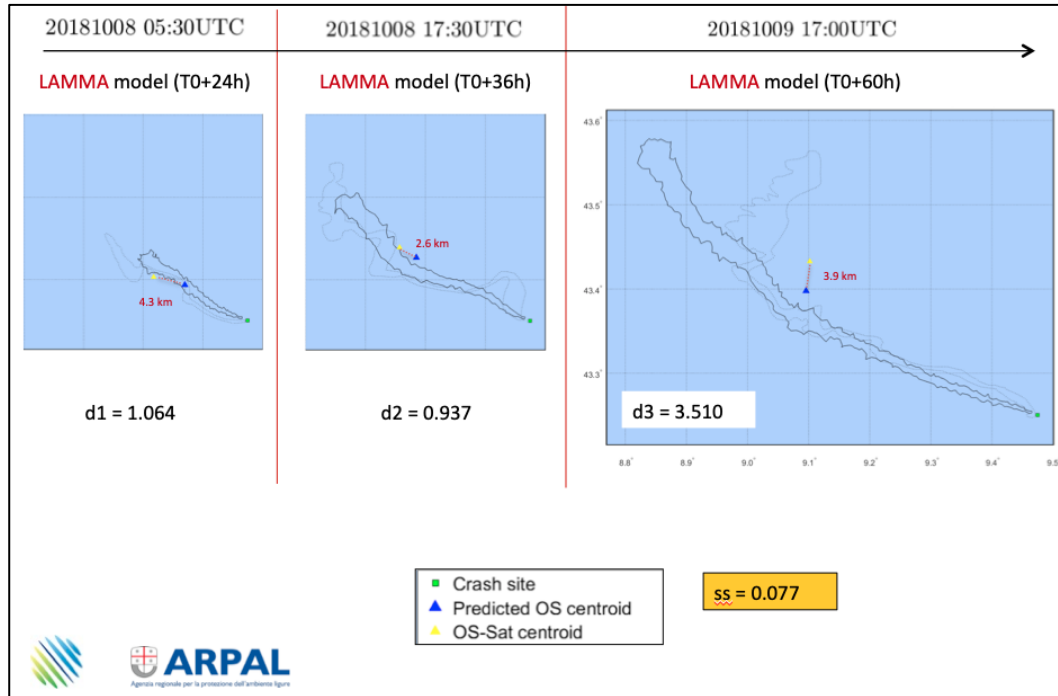 20181008 05:30UTC
20181008 17:30UTC
20181009 17:00UTC
LAMMA model (T0+24h)
LAMMA model (T0+36h)
LAMMA model (T0+60h)
4.3 km
2.6 km
43.6°
43.5°
43.4°
43.3°
3.9 km
8.8°
8.9°
9.0°
9.1°
9.2°
9.3°
9.4°
9.5
d1 = 1.064
d2 = 0.937
d3 = 3.510
Crash site
Predicted OS centroid
OS-Sat centroid
ss = 0.077
ARPAL
Agenzia regionale per la protezione dell'ambiente ligure